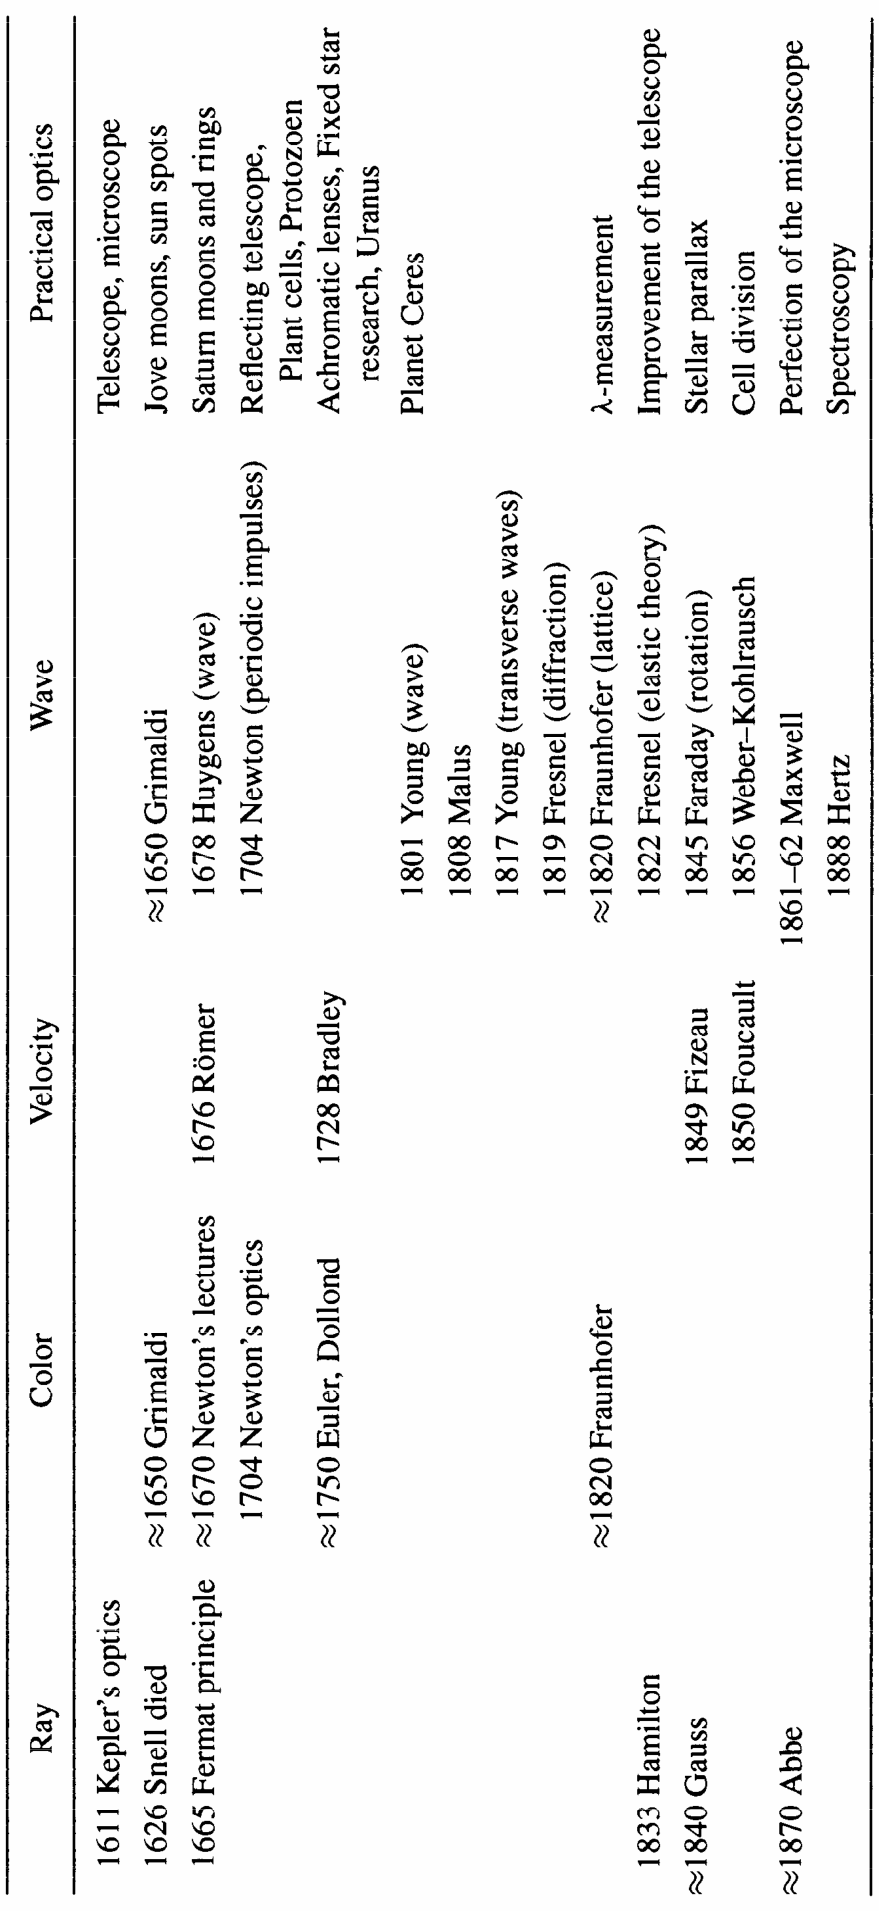 Ray Color Velocity Wave Practical optics
1611 Kepler's optics Telescope, microscope
1626 Snell died ≈1650 Grimaldi ≈1650 Grimaldi Jove moons, sun spots
1665 Fermat principle ≈1670 Newton's lectures 1676 Römer 1678 Huygens (wave) Saturn moons and rings
1704 Newton's optics 1704 Newton (periodic impulses) Reflecting telescope,
Plant cells, Protozoen
≈1750 Euler, Dollond 1728 Bradley Achromatic lenses, Fixed star
research, Uranus
1801 Young (wave) Planet Ceres
1808 Malus
1817 Young (transverse waves)
1819 Fresnel (diffraction)
≈1820 Fraunhofer ≈1820 Fraunhofer (lattice) λ-measurement
1833 Hamilton 1822 Fresnel (elastic theory) Improvement of the telescope
≈1840 Gauss 1849 Fizeau 1845 Faraday (rotation) Stellar parallax
1850 Foucault 1856 Weber–Kohlrausch Cell division
≈1870 Abbe 1861–62 Maxwell Perfection of the microscope
1888 Hertz Spectroscopy